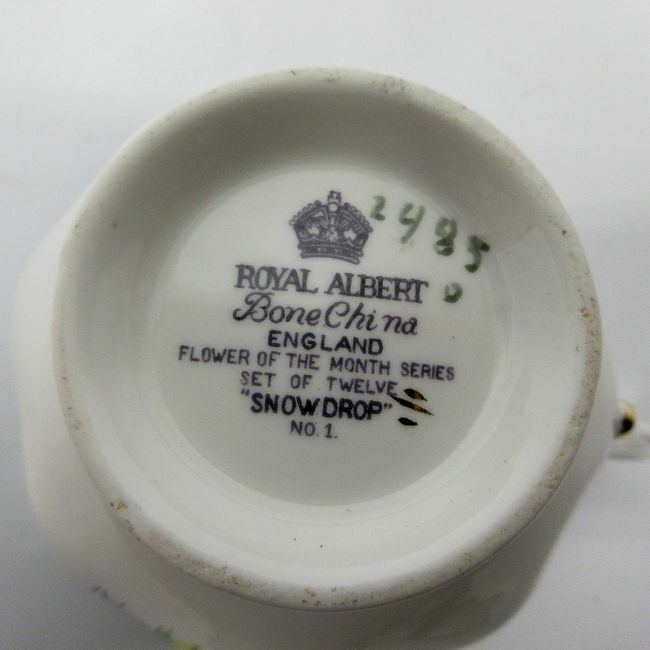 2485
ROYAL ALBERT
Bone China
ENGLAND
FLOWER OF THE MONTH SERIES
SET OF TWELVE
"SNOWDROP"
NO. 1.